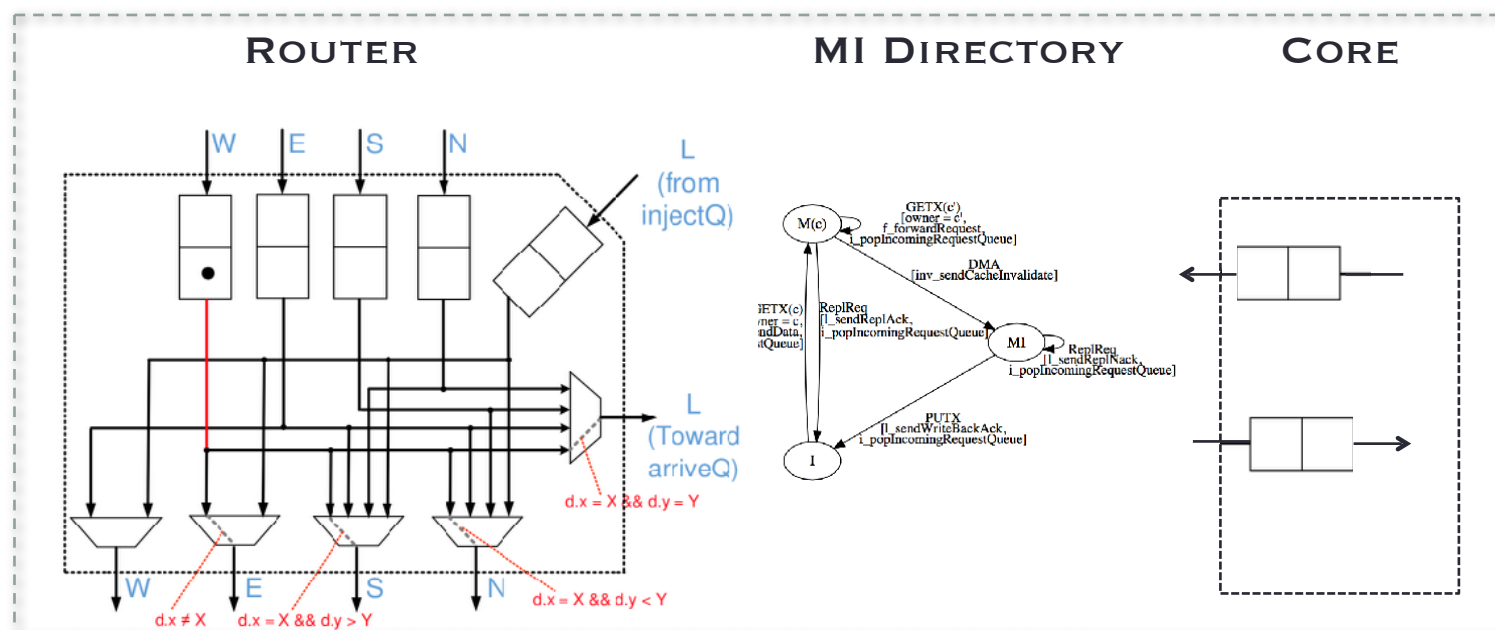 ROUTER
MI DIRECTORY
CORE
W
E
S
N
L
(from
injectQ)
L
(Toward
arriveQ)
d.x = X && d.y = Y
W
E
S
N
d.x ≠ X
d.x = X && d.y > Y
d.x = X && d.y < Y
M(c)
GETX(c')
[owner = c',
f_forwardRequest,
i_popIncomingRequestQueue]
DMA
[inv_sendCacheInvalidate]
GETX(c)
= c,
ReplReq
[l_sendReplAck,
i_popIncomingRequestQueue]
MI
ReplReq
[l_sendReplNack,
i_popIncomingRequestQueue]
PUTX
[l_sendWriteBackAck,
i_popIncomingRequestQueue]
I